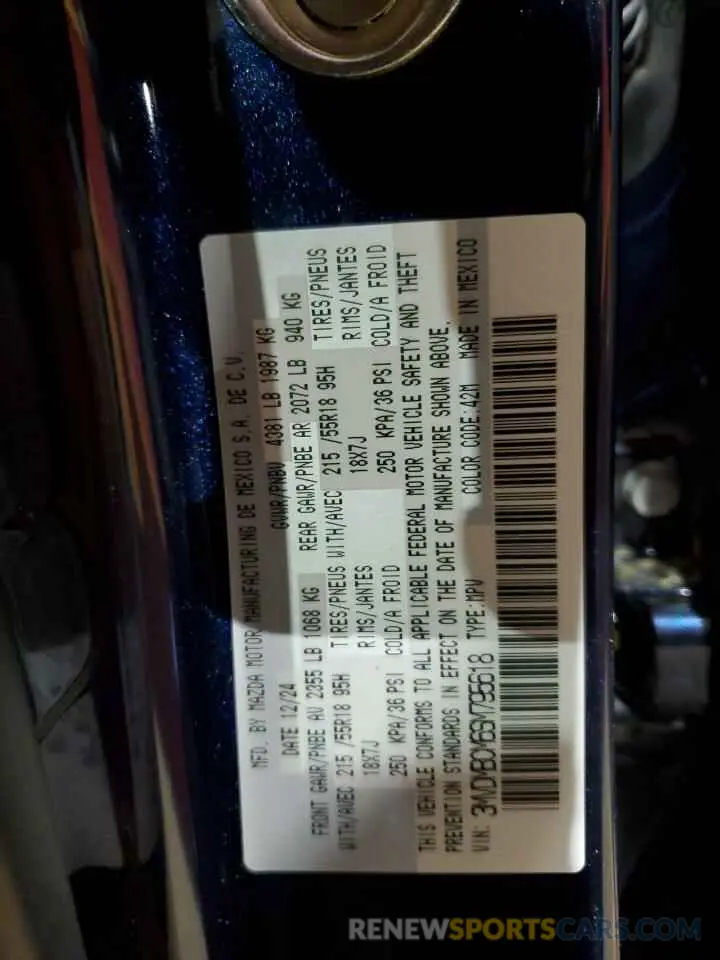 MFD. BY MAZDA MOTOR MANUFACTURING DE MEXICO S.A. DE C.V.
DATE 12/24 GVWR/PNBV 4381 LB 1987 KG
FRONT GAWR/PNBE AV 2355 LB 1068 KG REAR GAWR/PNBE AR 2072 LB 940 KG
WITH/AVEC 215 /55R18 95H TIRES/PNEUS WITH/AVEC 215 /55R18 95H TIRES/PNEUS
18X7J RIMS/JANTES 18X7J RIMS/JANTES
250 KPA/36 PSI COLD/A FROID 250 KPA/36 PSI COLD/A FROID
THIS VEHICLE CONFORMS TO ALL APPLICABLE FEDERAL MOTOR VEHICLE SAFETY AND THEFT
PREVENTION STANDARDS IN EFFECT ON THE DATE OF MANUFACTURE SHOWN ABOVE.
VIN: 3MVDMBCM6SM795618 TYPE:MPV COLOR CODE:42M MADE IN MEXICO
RENEWSPORTSCARS.COM